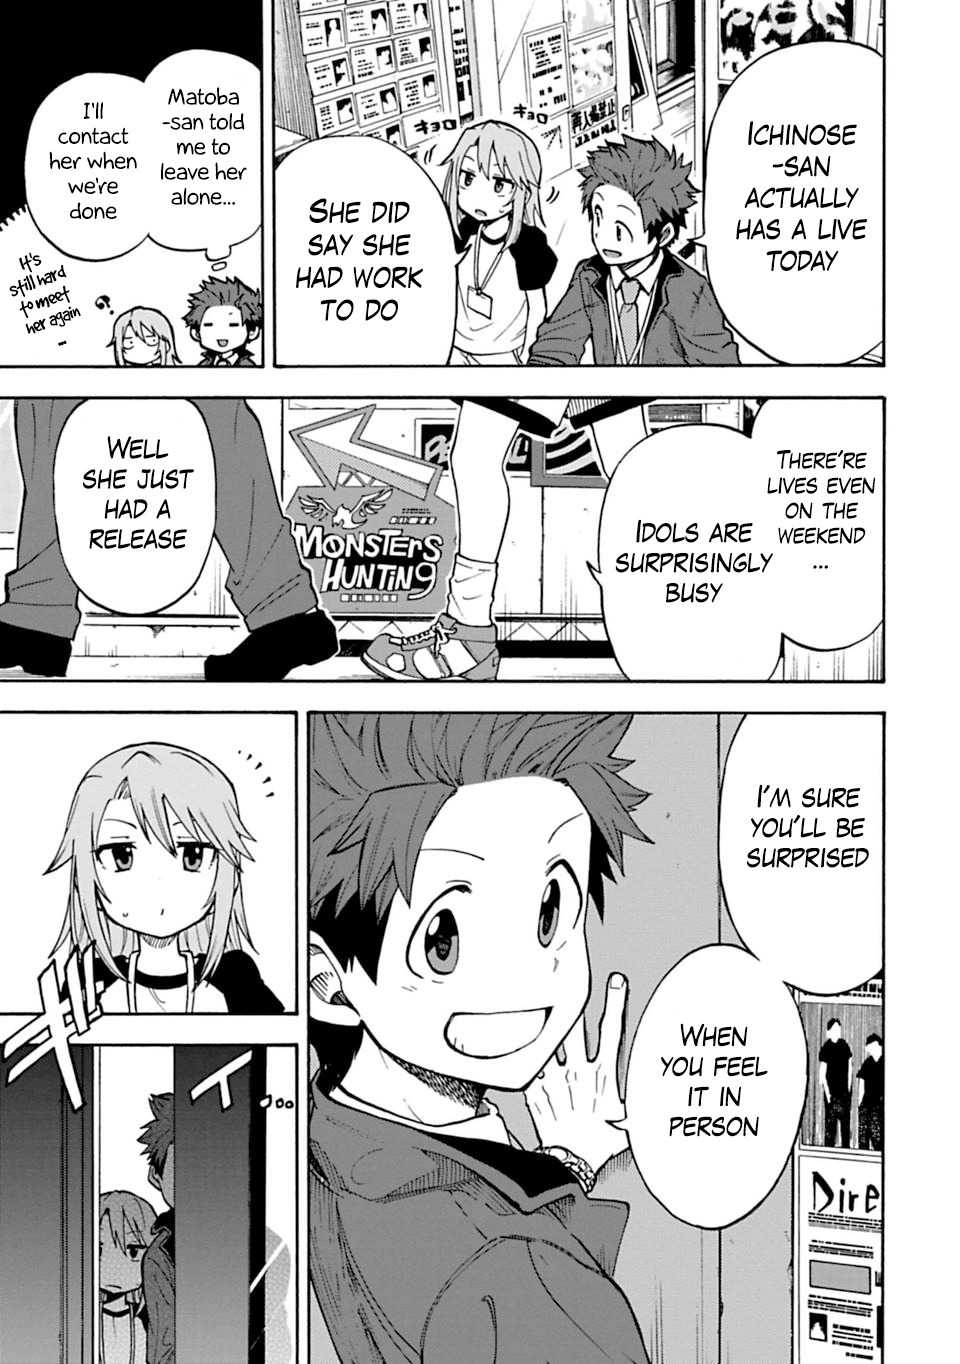 ICHINOSE
-SAN
ACTUALLY
HAS A LIVE
TODAY
SHE DID
SAY SHE
HAD WORK
TO DO
Matoba
-san told
me to
leave her
alone...
I'll
contact
her when
we're
done
It's
still hard
to meet
her again
...
THERE'RE
LIVES EVEN
ON THE
WEEKEND
...
IDOLS ARE
SURPRISINGLY
BUSY
MONSTERS
HUNTING
WELL
SHE JUST
HAD A
RELEASE
I'M SURE
YOU'LL BE
SURPRISED
WHEN
YOU FEEL
IT IN
PERSON
Dire
ギイ...